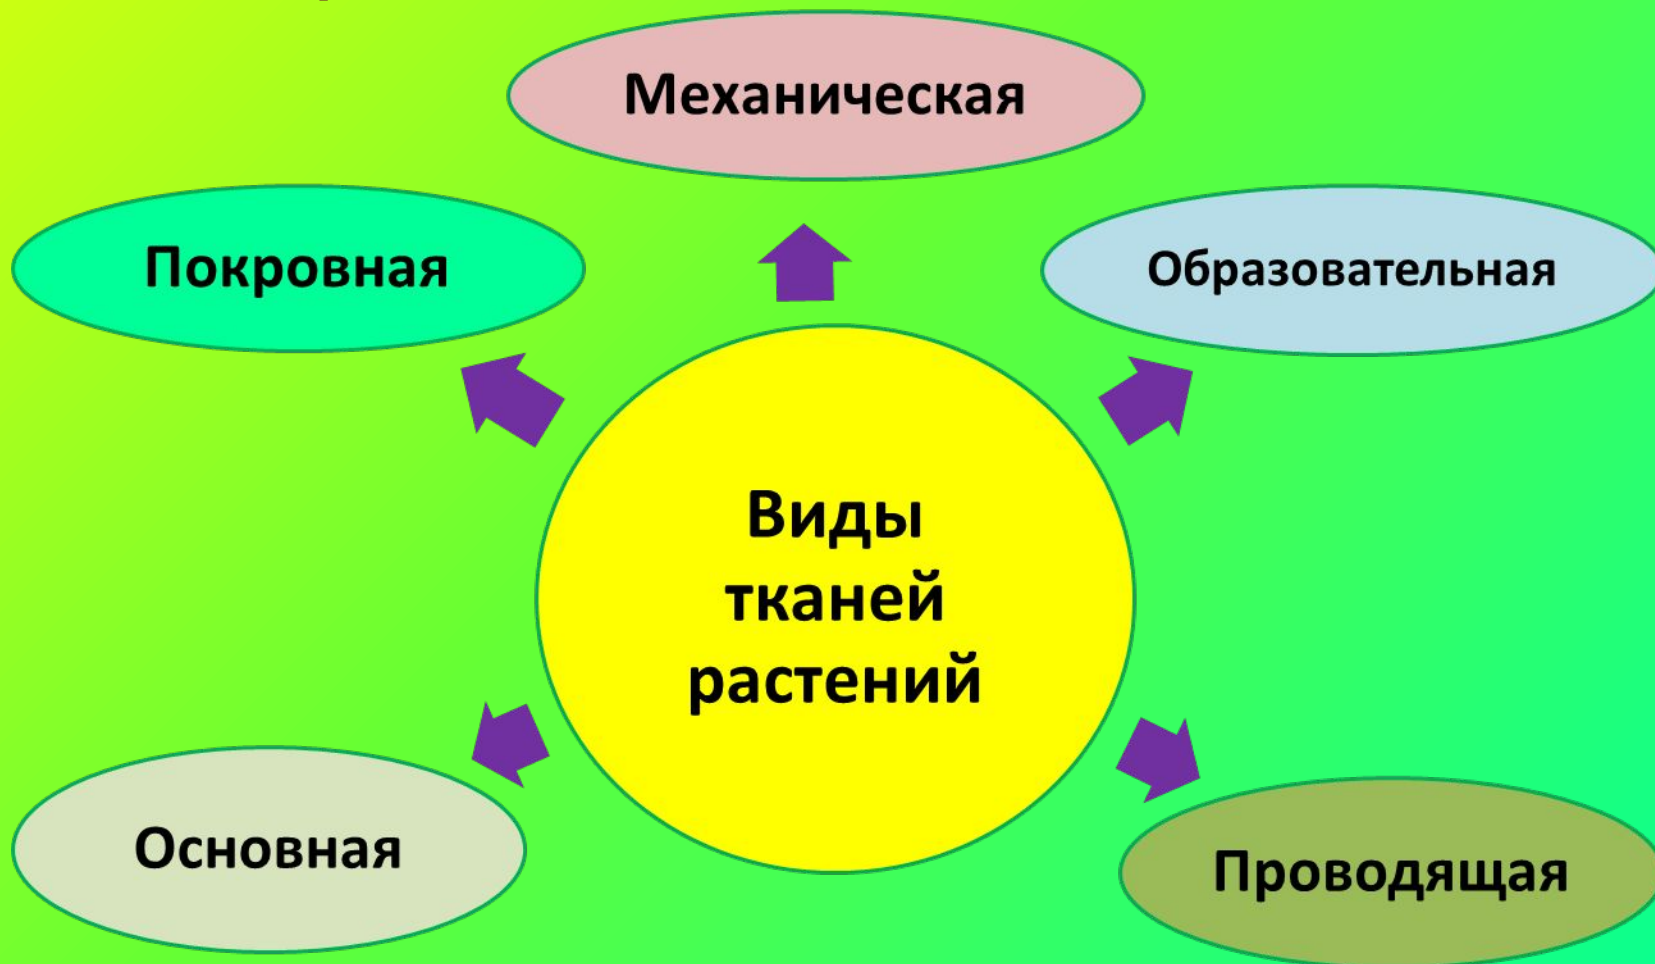 Механическая
Покровная
Образовательная
Виды
тканей
растений
Основная
Проводящая